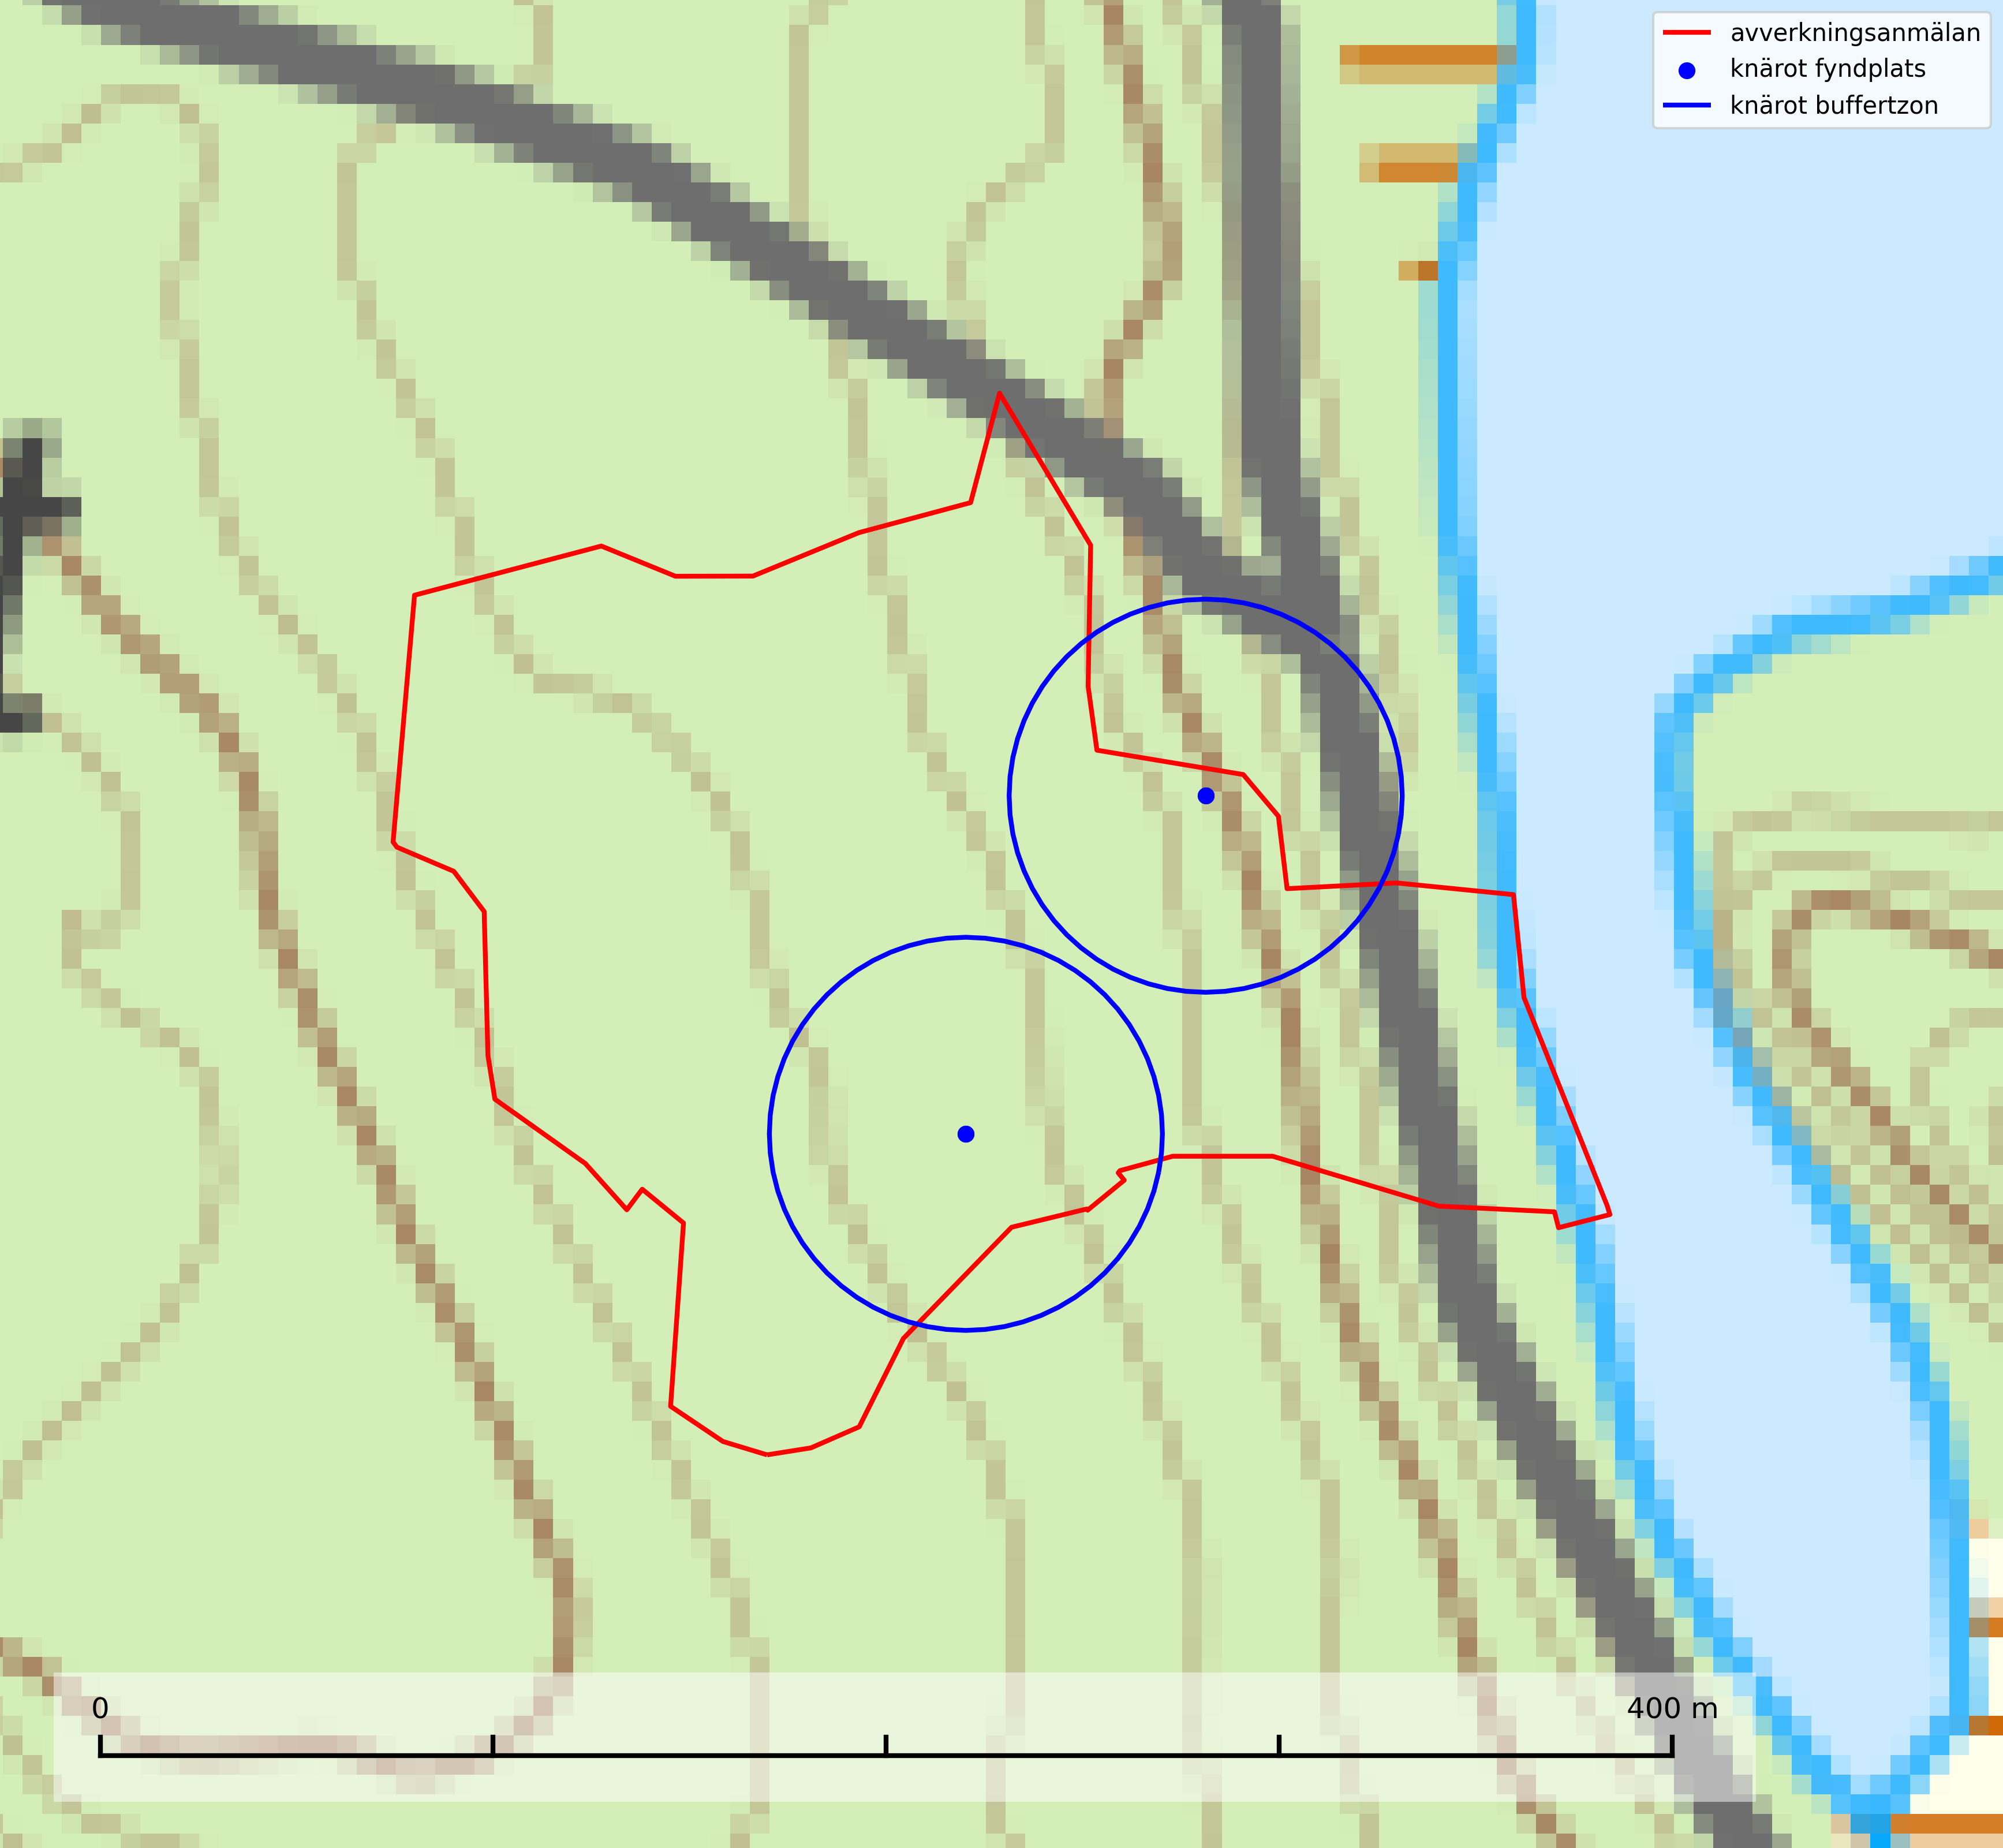 avverkningsanmälan
knärot fyndplats
knärot buffertzon
0
400 m